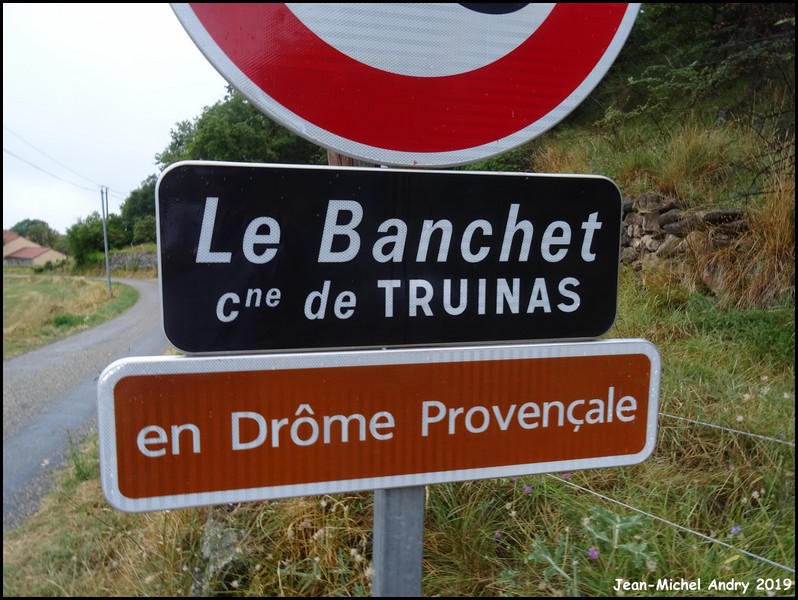 Le Banchet
cne de TRUINAS
en Drôme Provençale
Jean-Michel Andry 2019